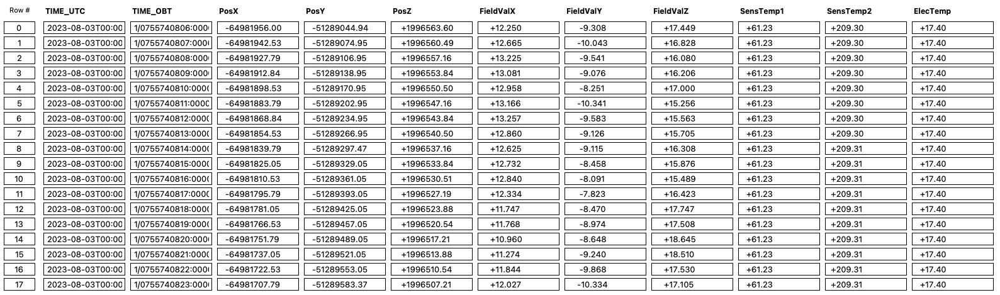 Row # TIME_UTC TIME_OBT PosX PosY PosZ FieldValX FieldValY FieldValZ SensTemp1 SensTemp2 ElecTemp
0 2023-08-03T00:00 1/0755740806:000 -64981956.00 -51289044.94 +1996563.60 +12.250 -9.308 +17.449 +61.23 +209.30 +17.40
1 2023-08-03T00:00 1/0755740807:000 -64981942.53 -51289074.95 +1996560.49 +12.665 -10.043 +16.828 +61.23 +209.30 +17.40
2 2023-08-03T00:00 1/0755740808:000 -64981927.79 -51289106.95 +1996557.16 +13.225 -9.541 +16.080 +61.23 +209.30 +17.40
3 2023-08-03T00:00 1/0755740809:000 -64981912.84 -51289138.95 +1996553.84 +13.081 -9.076 +16.206 +61.23 +209.30 +17.40
4 2023-08-03T00:00 1/0755740810:000 -64981898.53 -51289170.95 +1996550.50 +12.958 -8.251 +17.000 +61.23 +209.30 +17.40
5 2023-08-03T00:00 1/0755740811:000 -64981883.79 -51289202.95 +1996547.16 +13.166 -10.341 +15.256 +61.23 +209.30 +17.40
6 2023-08-03T00:00 1/0755740812:000 -64981868.84 -51289234.95 +1996543.84 +13.257 -9.583 +15.563 +61.23 +209.30 +17.40
7 2023-08-03T00:00 1/0755740813:000 -64981854.53 -51289266.95 +1996540.50 +12.860 -9.126 +15.705 +61.23 +209.30 +17.40
8 2023-08-03T00:00 1/0755740814:000 -64981839.79 -51289297.47 +1996537.16 +12.625 -9.115 +16.308 +61.23 +209.31 +17.40
9 2023-08-03T00:00 1/0755740815:000 -64981825.05 -51289329.05 +1996533.84 +12.732 -8.458 +15.876 +61.23 +209.31 +17.40
10 2023-08-03T00:00 1/0755740816:000 -64981810.53 -51289361.05 +1996530.51 +12.840 -8.091 +15.489 +61.23 +209.31 +17.40
11 2023-08-03T00:00 1/0755740817:000 -64981795.79 -51289393.05 +1996527.19 +12.334 -7.823 +16.423 +61.23 +209.31 +17.40
12 2023-08-03T00:00 1/0755740818:000 -64981781.05 -51289425.05 +1996523.88 +11.747 -8.470 +17.747 +61.23 +209.31 +17.40
13 2023-08-03T00:00 1/0755740819:000 -64981766.53 -51289457.05 +1996520.54 +11.768 -8.974 +17.508 +61.23 +209.31 +17.40
14 2023-08-03T00:00 1/0755740820:000 -64981751.79 -51289489.05 +1996517.21 +10.960 -8.648 +18.645 +61.23 +209.31 +17.40
15 2023-08-03T00:00 1/0755740821:000 -64981737.05 -51289521.05 +1996513.88 +11.274 -9.240 +18.510 +61.23 +209.31 +17.40
16 2023-08-03T00:00 1/0755740822:000 -64981722.53 -51289553.05 +1996510.54 +11.844 -9.868 +17.530 +61.23 +209.31 +17.40
17 2023-08-03T00:00 1/0755740823:000 -64981707.79 -51289583.37 +1996507.21 +12.027 -10.334 +17.105 +61.23 +209.31 +17.40